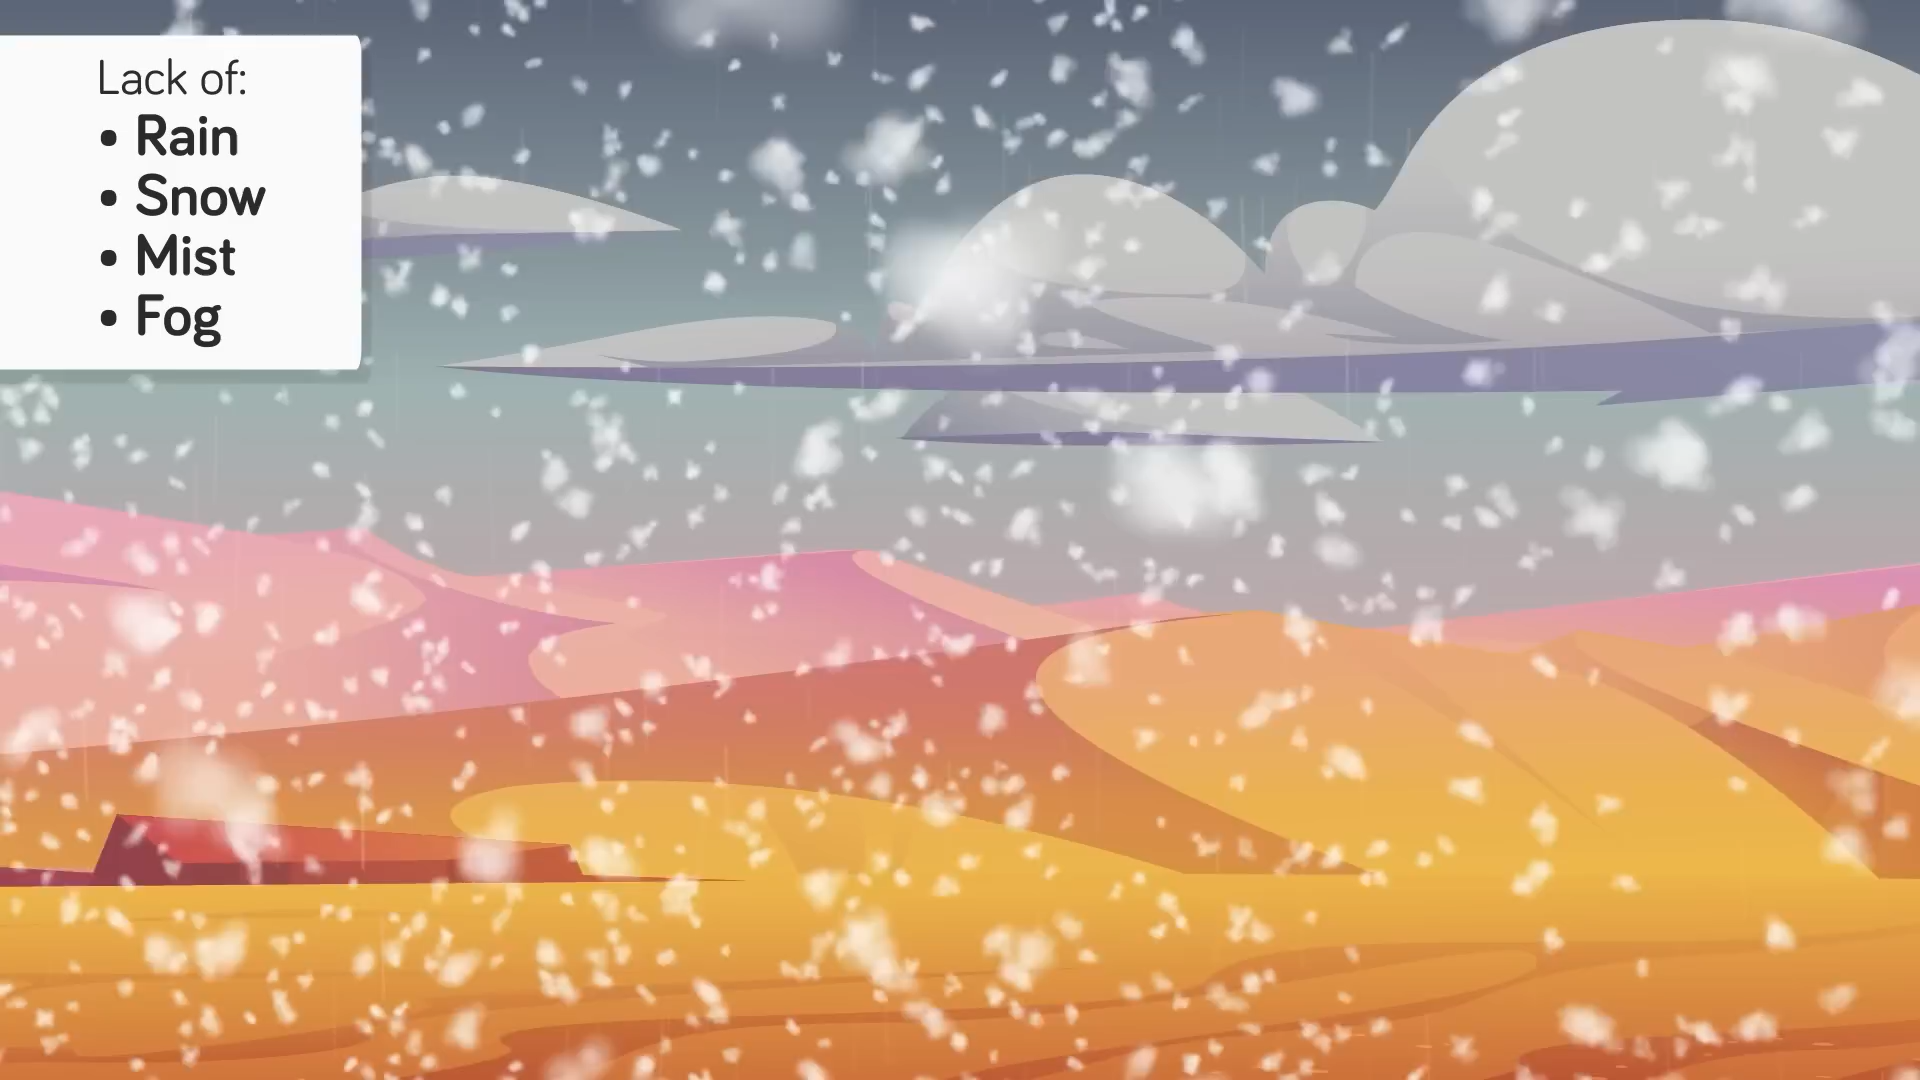 Lack of:
• Rain
• Snow
• Mist
• Fog